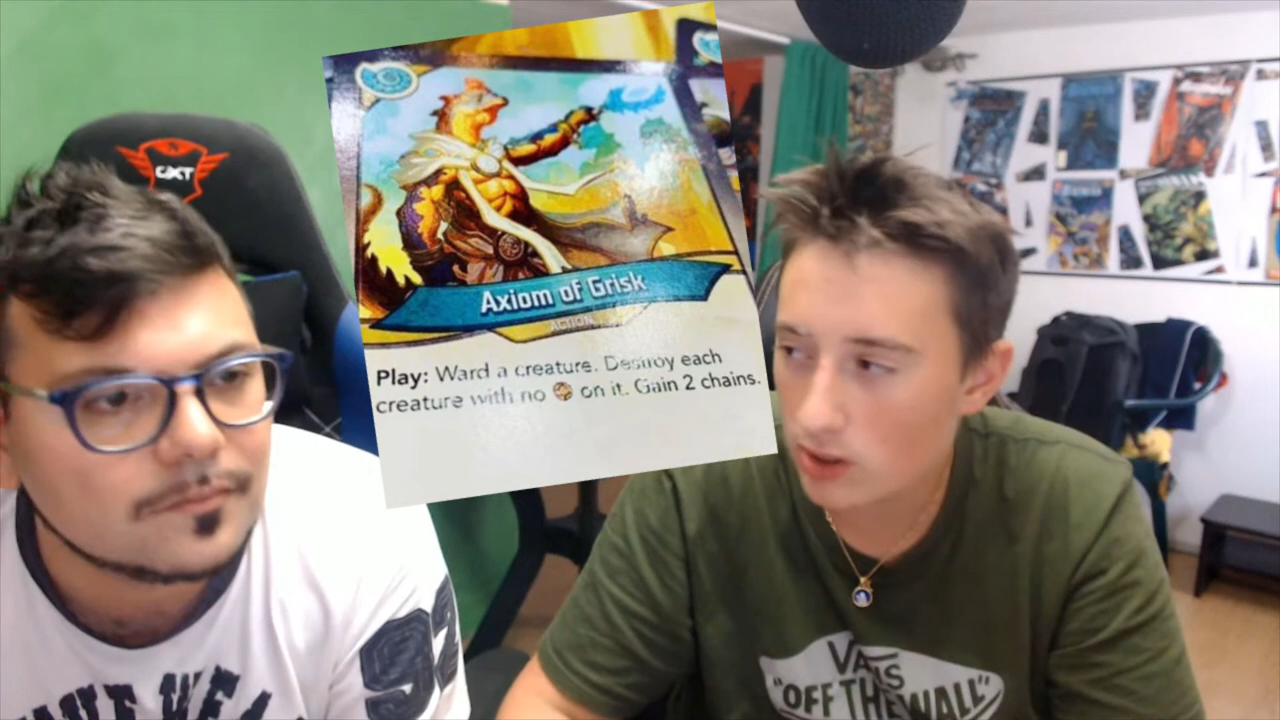 GXT
Axiom of Grisk
ACTION
Play: Ward a creature. Destroy each
creature with no on it. Gain 2 chains.
92
VANS
"OFF THE WALL"